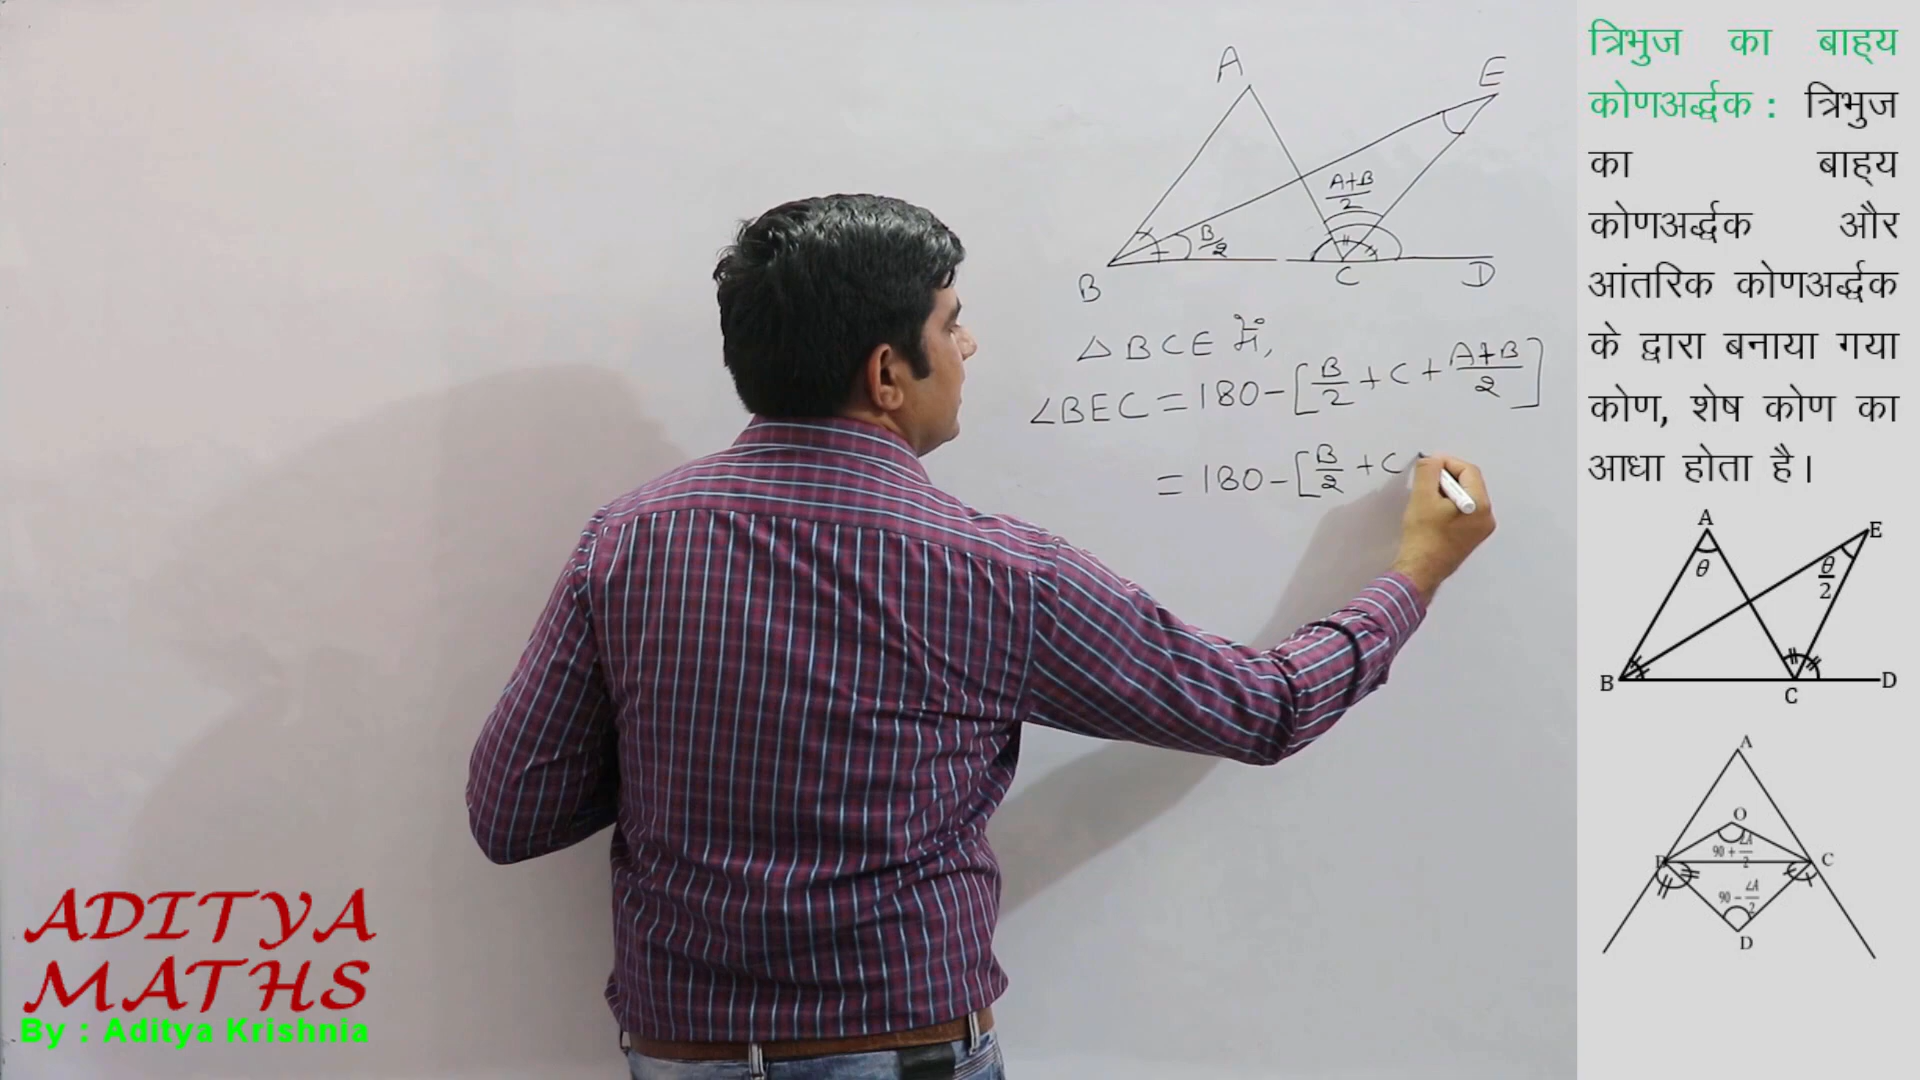 A
E
A+B
2
B/2
B
C
D
△BCE में,
∠BEC = 180 - [B/2 + C + A+B/2]
= 180 - [B/2 + C
त्रिभुज का बाह्य
कोणअर्द्धक : त्रिभुज
का बाह्य
कोणअर्द्धक और
आंतरिक कोणअर्द्धक
के द्वारा बनाया गया
कोण, शेष कोण का
आधा होता है।
A
E
θ
θ
2
B
C
D
A
O
90 + ∠A/2
B
C
90 - ∠A/2
D
ADITYA
MATHS
By : Aditya Krishnia